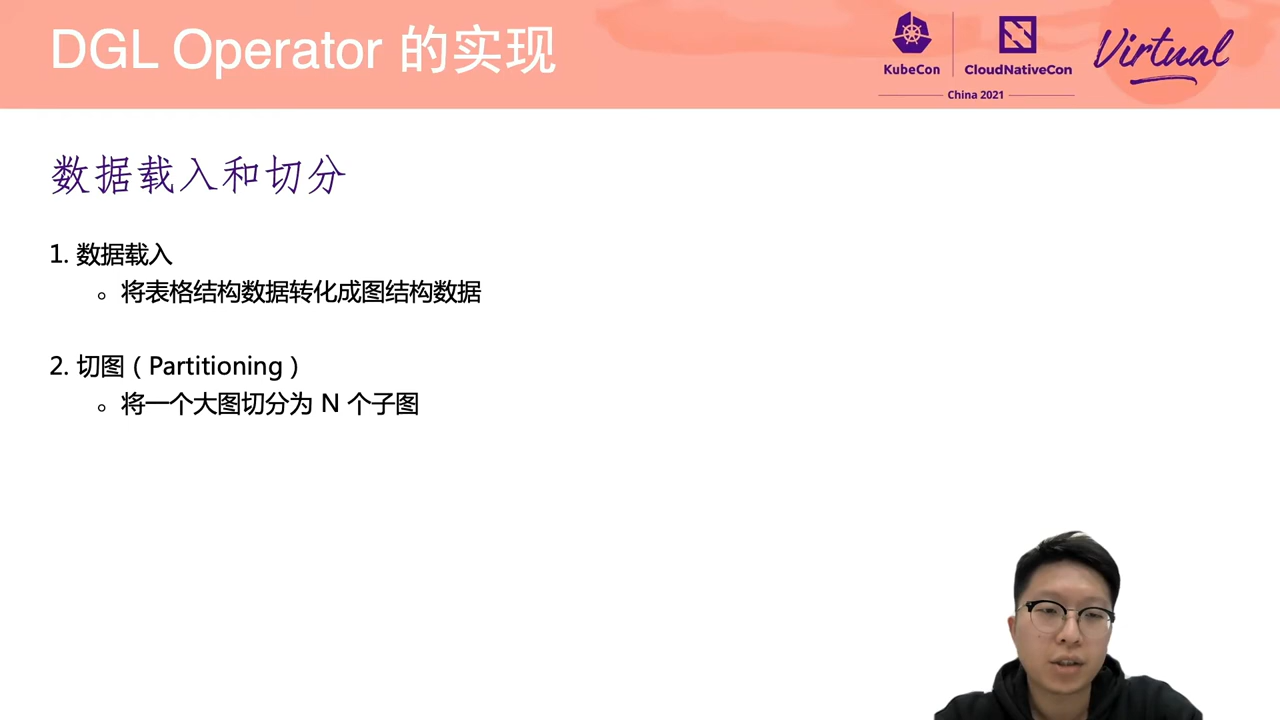 DGL Operator 的实现
KubeCon
CloudNativeCon
Virtual
China 2021
数据载入和切分
1. 数据载入
将表格结构数据转化成图结构数据
2. 切图（Partitioning）
将一个大图切分为 N 个子图